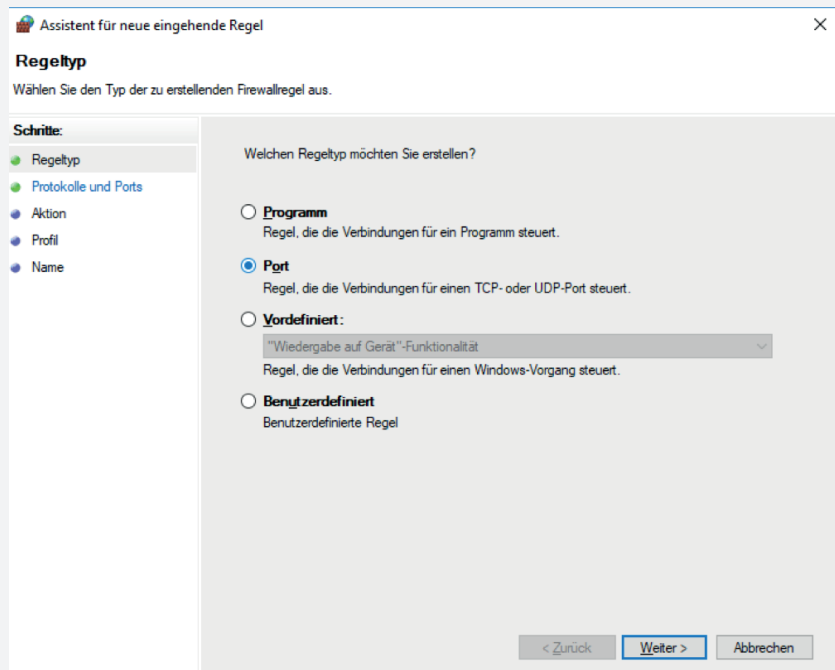 Assistent für neue eingehende Regel
Regeltyp
Wählen Sie den Typ der zu erstellenden Firewallregel aus.
Schritte:
Regeltyp
Protokolle und Ports
Aktion
Profil
Name
Welchen Regeltyp möchten Sie erstellen?
Programm
Regel, die die Verbindungen für ein Programm steuert.
Port
Regel, die die Verbindungen für einen TCP- oder UDP-Port steuert.
Vordefiniert:
"Wiedergabe auf Gerät"-Funktionalität
Regel, die die Verbindungen für einen Windows-Vorgang steuert.
Benutzerdefiniert
Benutzerdefinierte Regel
< Zurück Weiter > Abbrechen